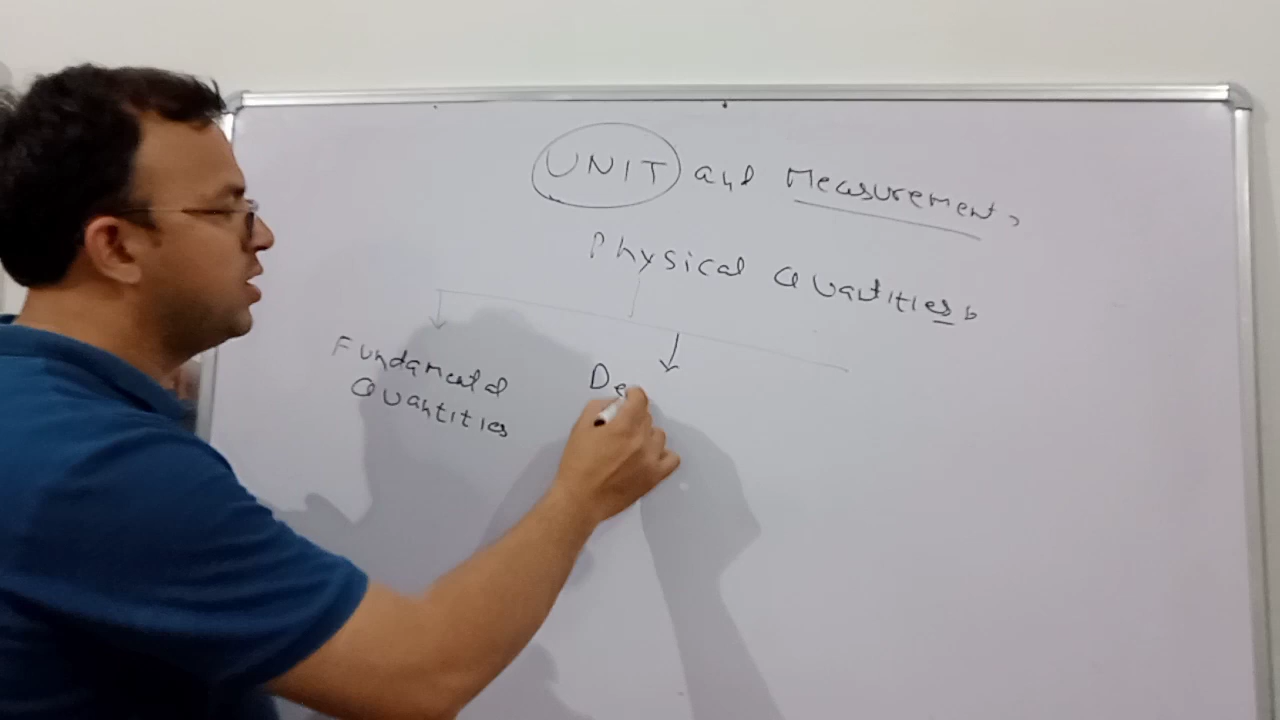 UNIT and Measurement,
Physical Quantities
Fundamental
Quantities
De